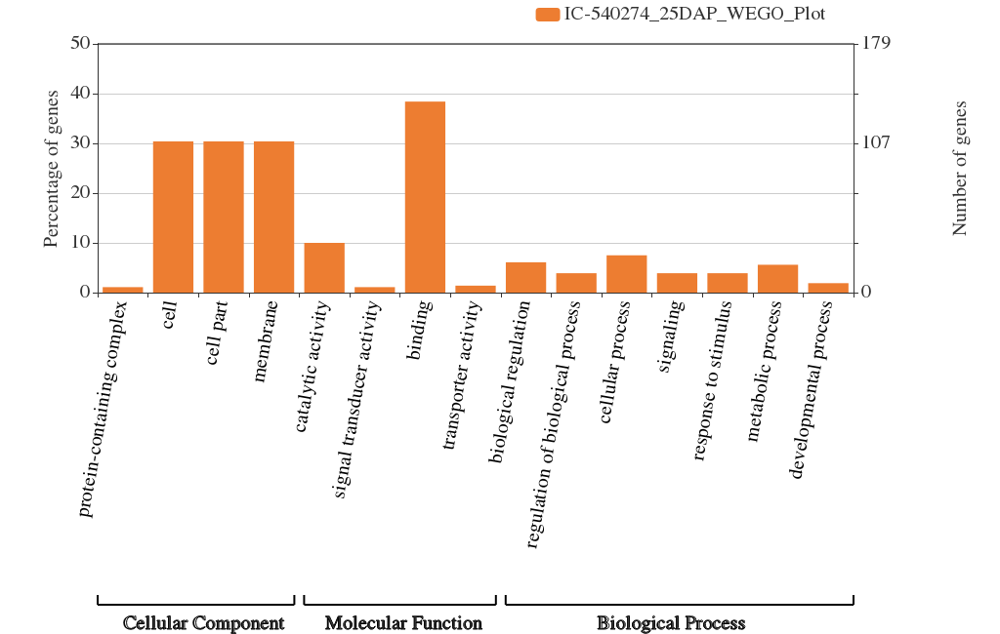 IC-540274_25DAP_WEGO_Plot
Percentage of genes
50
40
30
20
10
0
179
107
0
Number of genes
protein-containing complex
cell
cell part
membrane
catalytic activity
signal transducer activity
binding
transporter activity
biological regulation
regulation of biological process
cellular process
signaling
response to stimulus
metabolic process
developmental process
Cellular Component
Molecular Function
Biological Process